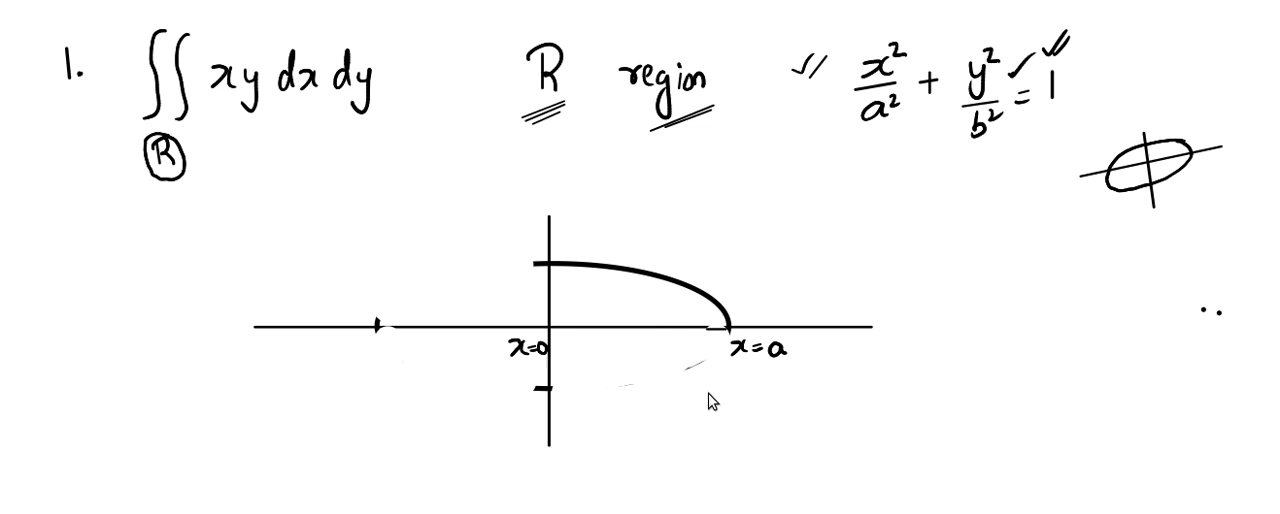 1. ∬ xy dx dy R region x²/a² + y²/b² = 1
R
x=0 x=a